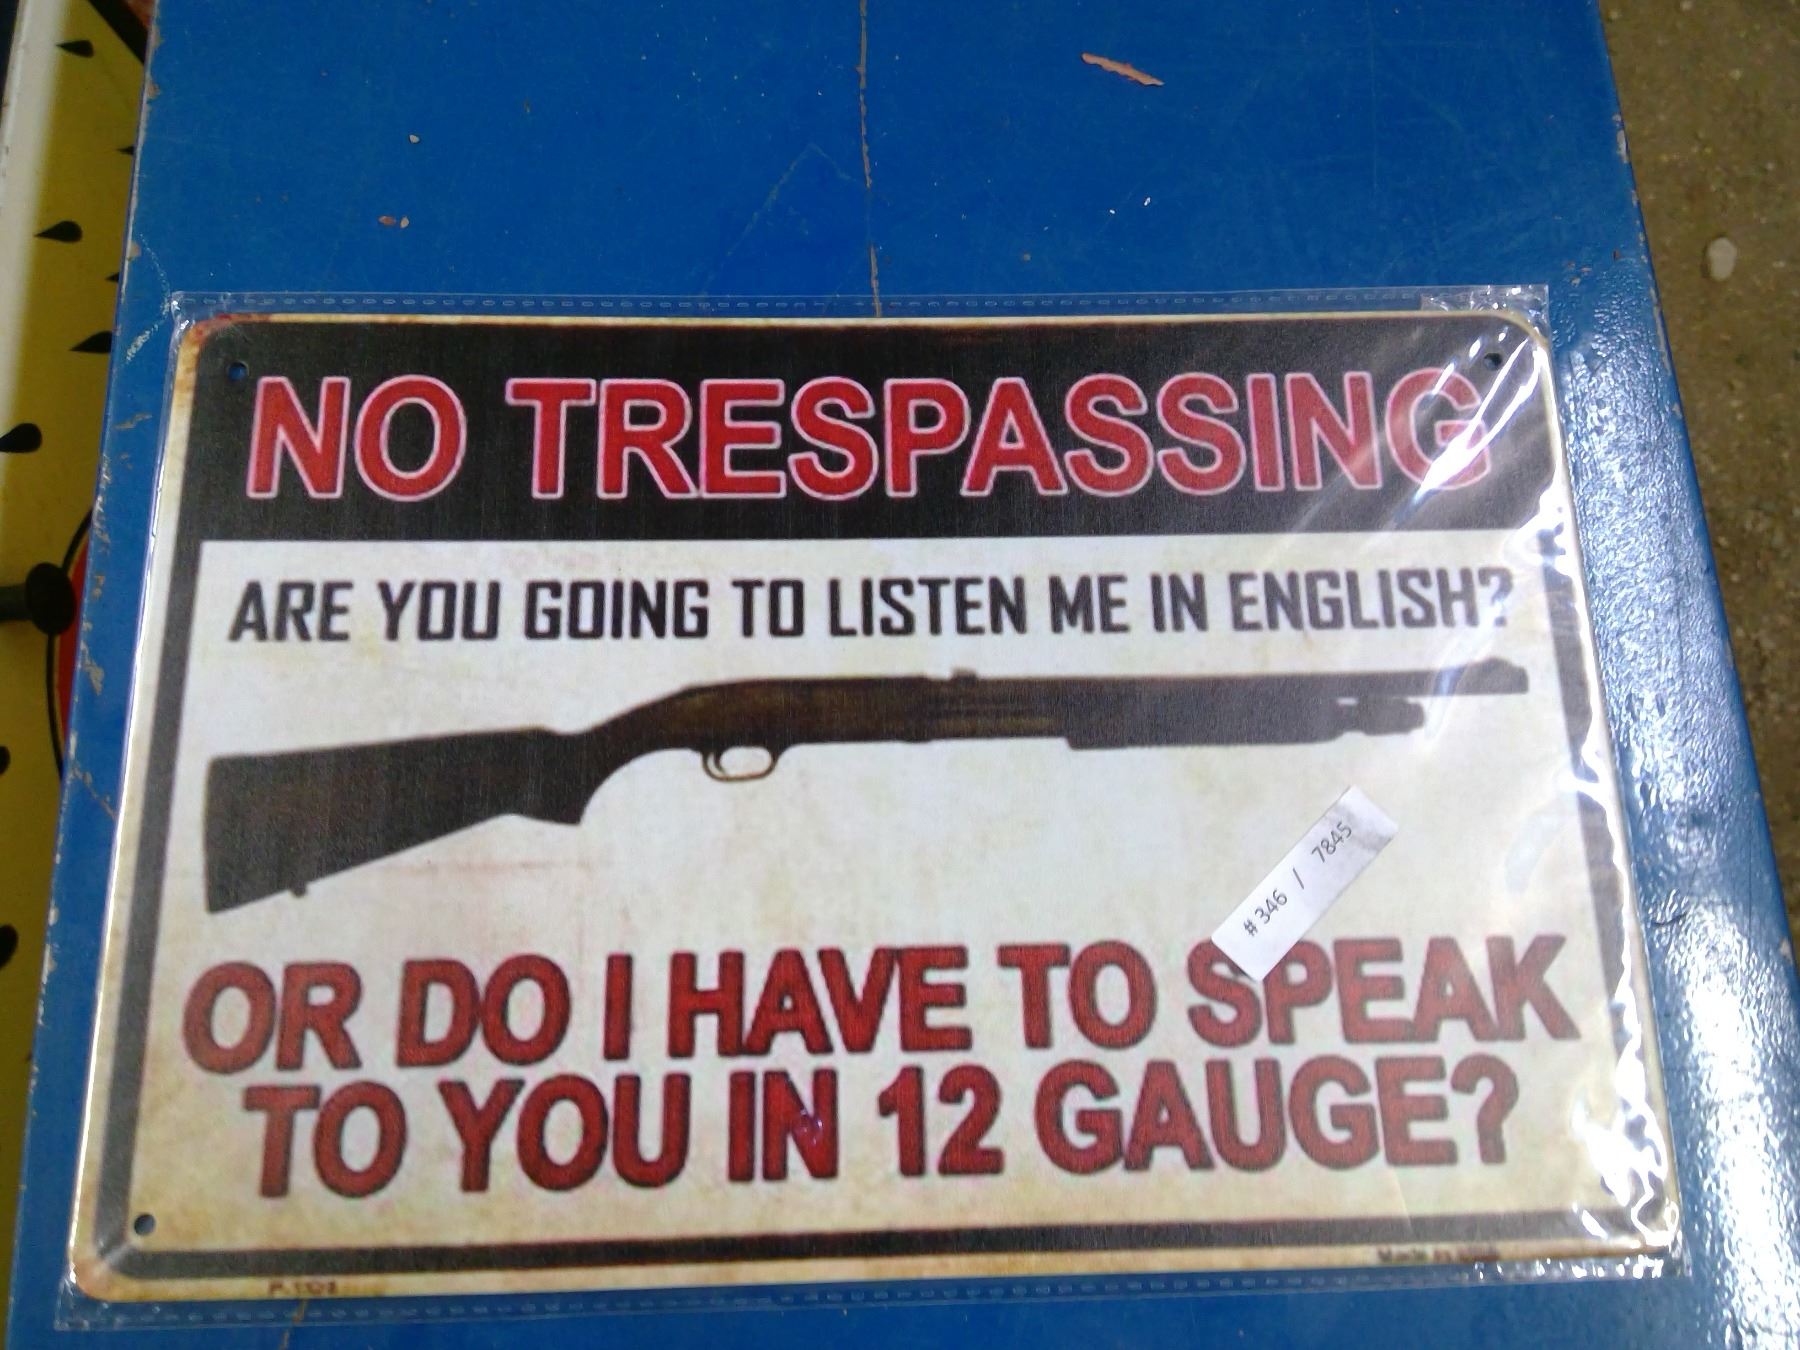 NO TRESPASSING
ARE YOU GOING TO LISTEN ME IN ENGLISH?
# 346 / 7845
OR DO I HAVE TO SPEAK
TO YOU IN 12 GAUGE?